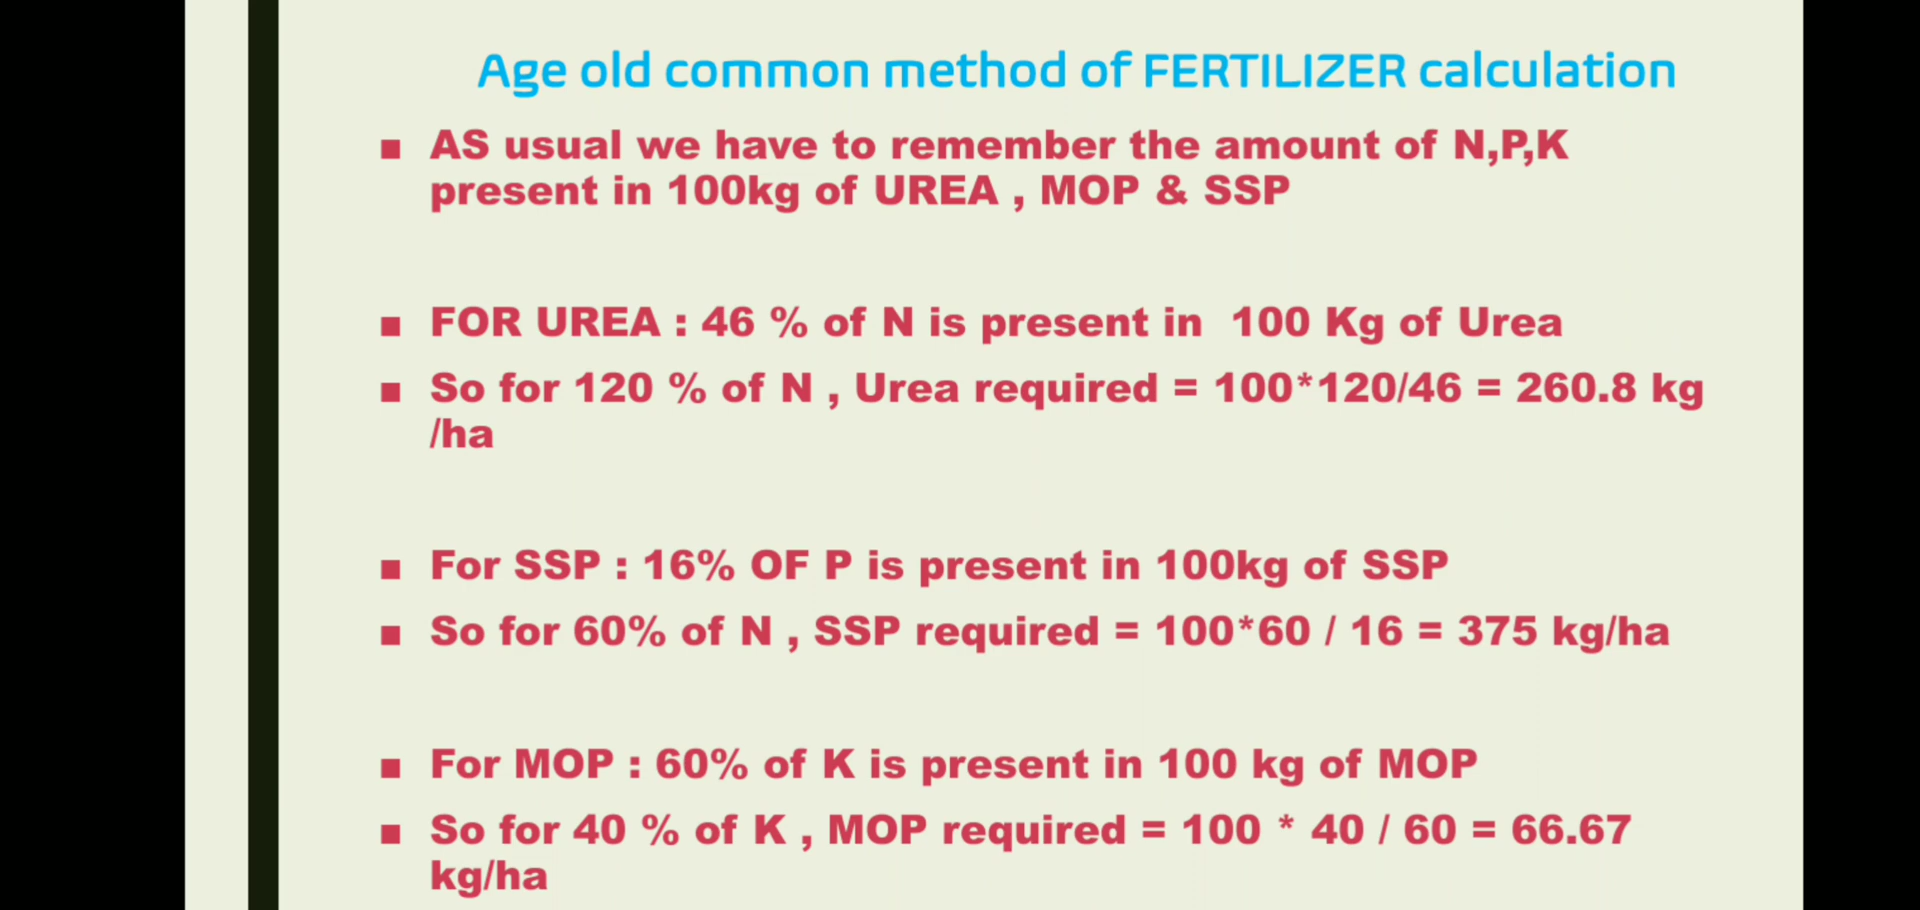 Age old common method of FERTILIZER calculation
▪ AS usual we have to remember the amount of N,P,K
present in 100kg of UREA , MOP & SSP
▪ FOR UREA : 46 % of N is present in 100 Kg of Urea
▪ So for 120 % of N , Urea required = 100*120/46 = 260.8 kg
/ha
▪ For SSP : 16% OF P is present in 100kg of SSP
▪ So for 60% of N , SSP required = 100*60 / 16 = 375 kg/ha
▪ For MOP : 60% of K is present in 100 kg of MOP
▪ So for 40 % of K , MOP required = 100 * 40 / 60 = 66.67
kg/ha